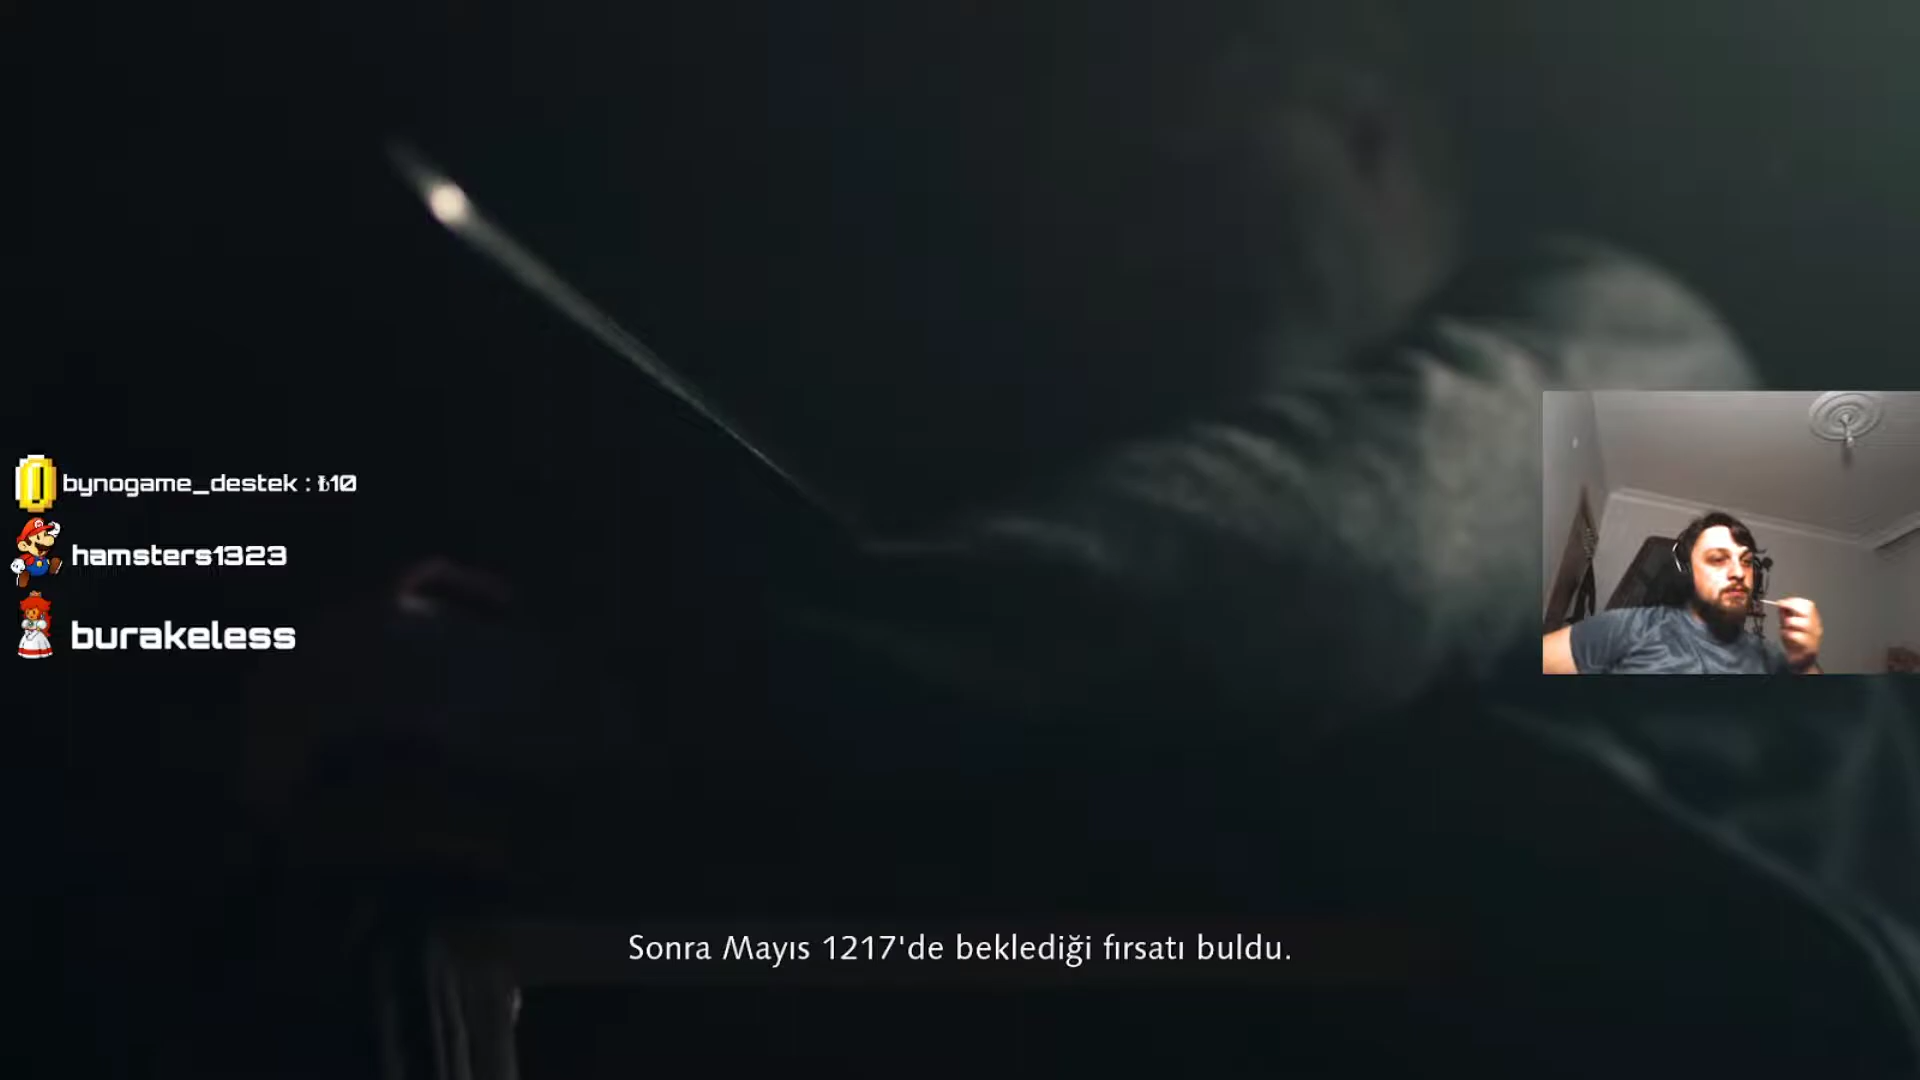 bynogame_destek : ₺10
hamsters1323
burakeless
Sonra Mayıs 1217'de beklediği fırsatı buldu.